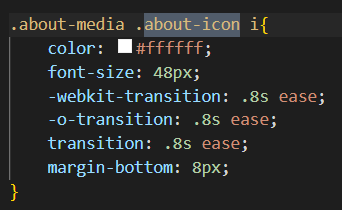 .about-media .about-icon i{
    color: #ffffff;
    font-size: 48px;
    -webkit-transition: .8s ease;
    -o-transition: .8s ease;
    transition: .8s ease;
    margin-bottom: 8px;
}